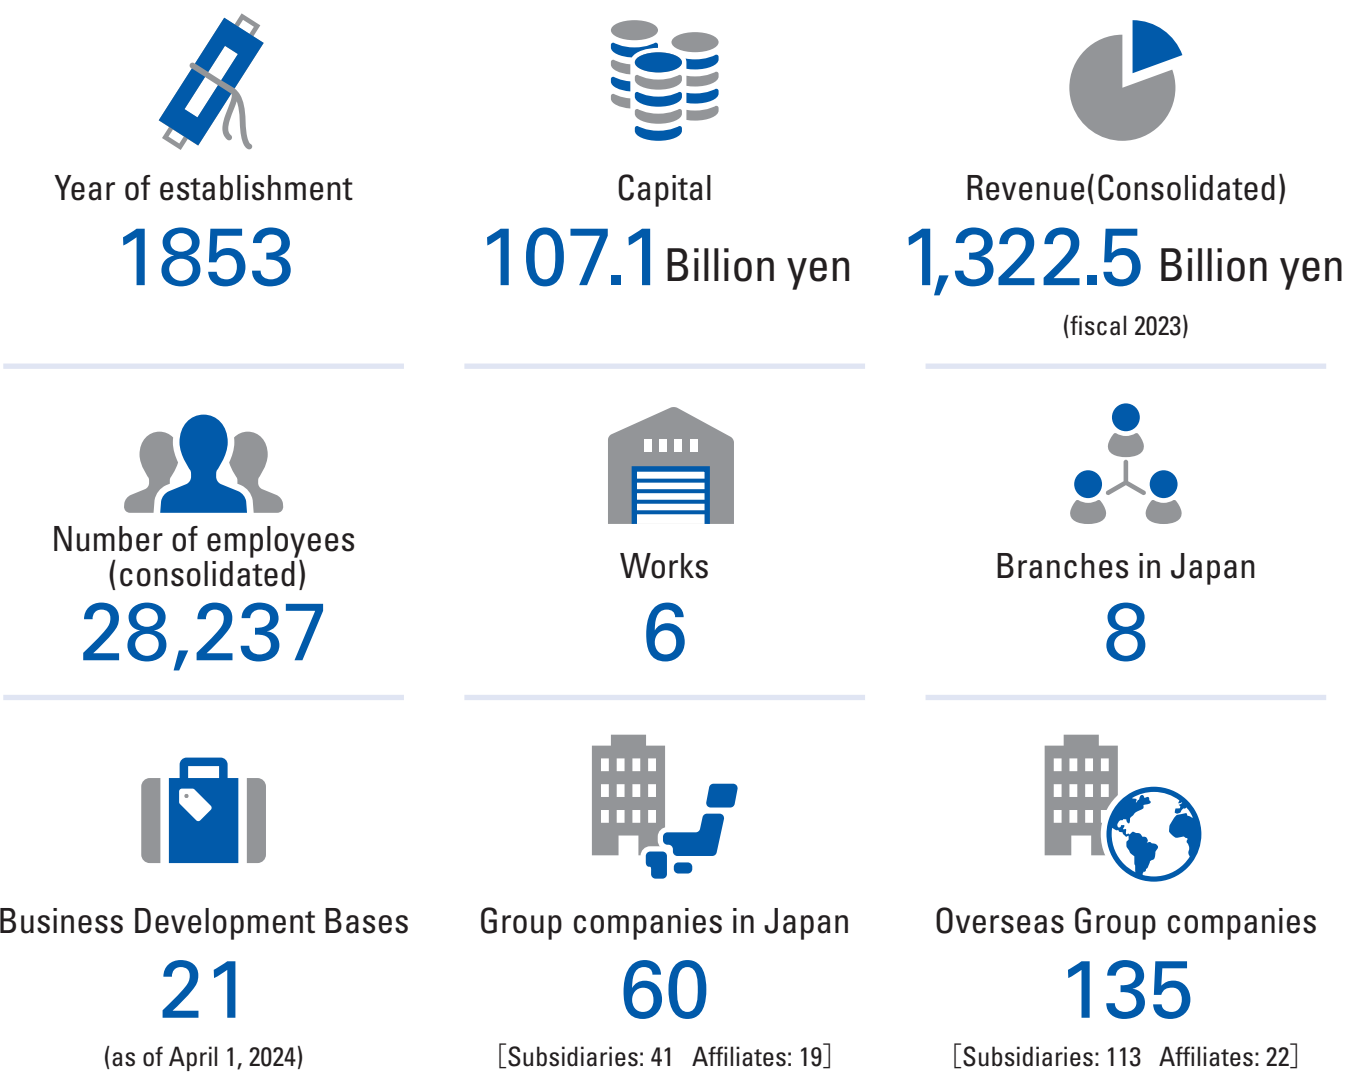 Year of establishment
1853
Capital
107.1 Billion yen
Revenue(Consolidated)
1,322.5 Billion yen
(fiscal 2023)
Number of employees
(consolidated)
28,237
Works
6
Branches in Japan
8
Business Development Bases
21
(as of April 1, 2024)
Group companies in Japan
60
［Subsidiaries: 41 Affiliates: 19］
Overseas Group companies
135
［Subsidiaries: 113 Affiliates: 22］